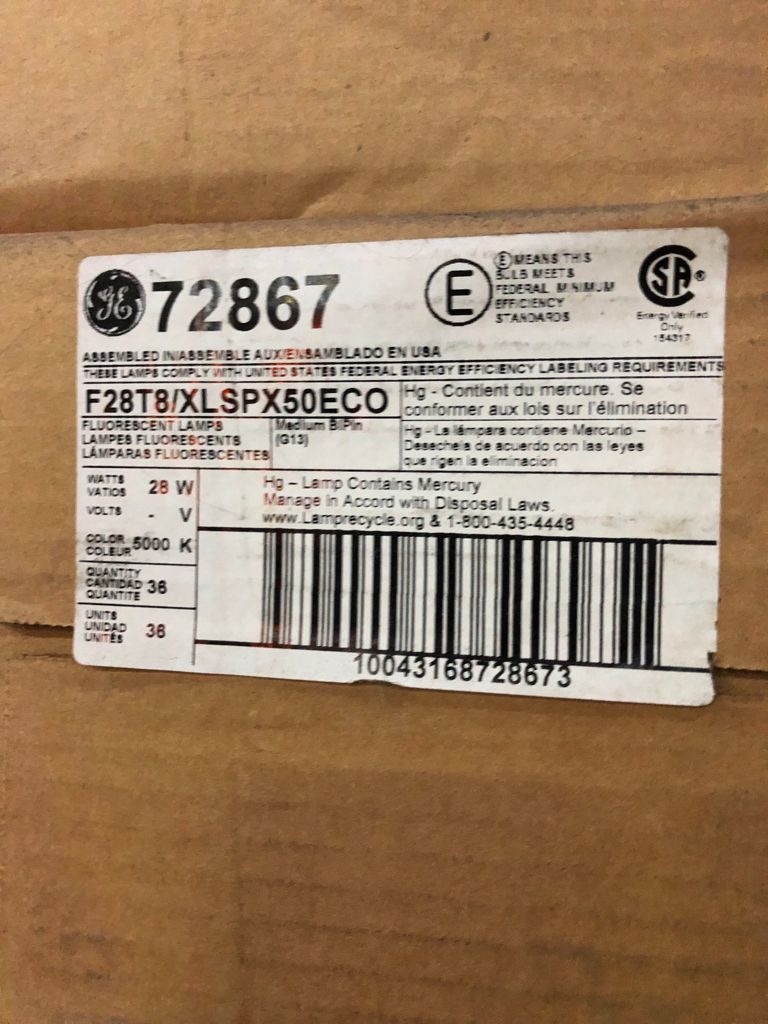 GE 72867
E
E MEANS THIS
BULB MEETS
FEDERAL MINIMUM
EFFICIENCY
STANDARDS
SA ®
Energy Verified
Only
154317
ASSEMBLED IN/ASSEMBLE AUX/ENSAMBLADO EN USA
THESE LAMPS COMPLY WITH UNITED STATES FEDERAL ENERGY EFFICIENCY LABELING REQUIREMENTS
F28T8/XLSPX50ECO
Hg - Contient du mercure. Se
conformer aux lois sur l'élimination
FLUORESCENT LAMPS
LAMPES FLUORESCENTS
LÁMPARAS FLUORESCENTES
Medium BiPin
(G13)
Hg - La lámpara contiene Mercurio -
Desechela de acuerdo con las leyes
que rigen la eliminacion
WATTS
VATIOS 28 W
VOLTS - V
COLOR
COLEUR 5000 K
QUANTITY
CANTIDAD 36
QUANTITE
UNITS
UNIDAD 36
UNITÉS
Hg - Lamp Contains Mercury
Manage in Accord with Disposal Laws.
www.Lamprecycle.org & 1-800-435-4448
10043168728673